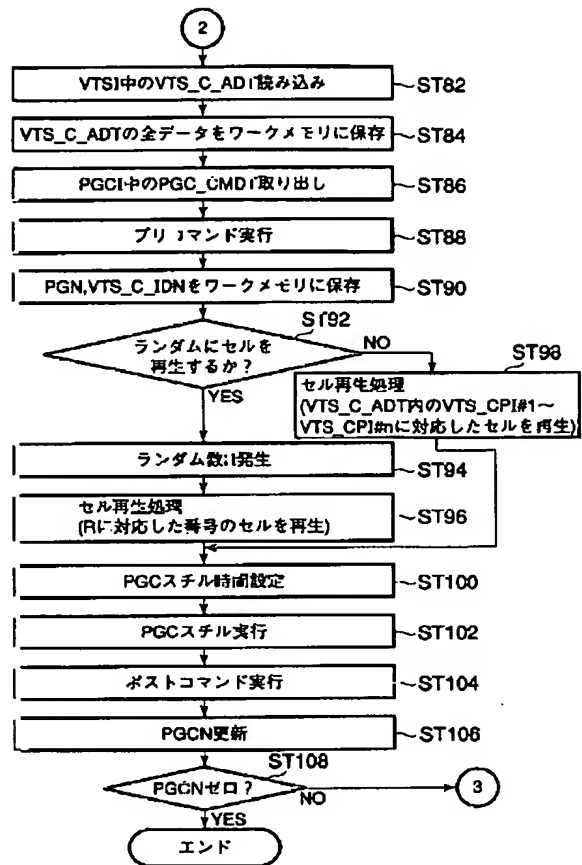 2
VTSI中のVTS_C_ADT読み込み
ST82
VTS_C_ADTの全データをワークメモリに保存
ST84
PGCI中のPGC_CMDT取り出し
ST86
プリコマンド実行
ST88
PGN,VTS_C_IDNをワークメモリに保存
ST90
ST92
ランダムにセルを
再生するか？
NO
YES
ST98
セル再生処理
(VTS_C_ADT内のVTS_CPI#1～
VTS_CPI#nに対応したセルを再生)
ランダム数 発生
ST94
セル再生処理
(Rに対応した番号のセルを再生)
ST96
PGCスチル時間設定
ST100
PGCスチル実行
ST102
ポストコマンド実行
ST104
PGCN更新
ST106
ST108
PGCNゼロ？
NO
3
YES
エンド